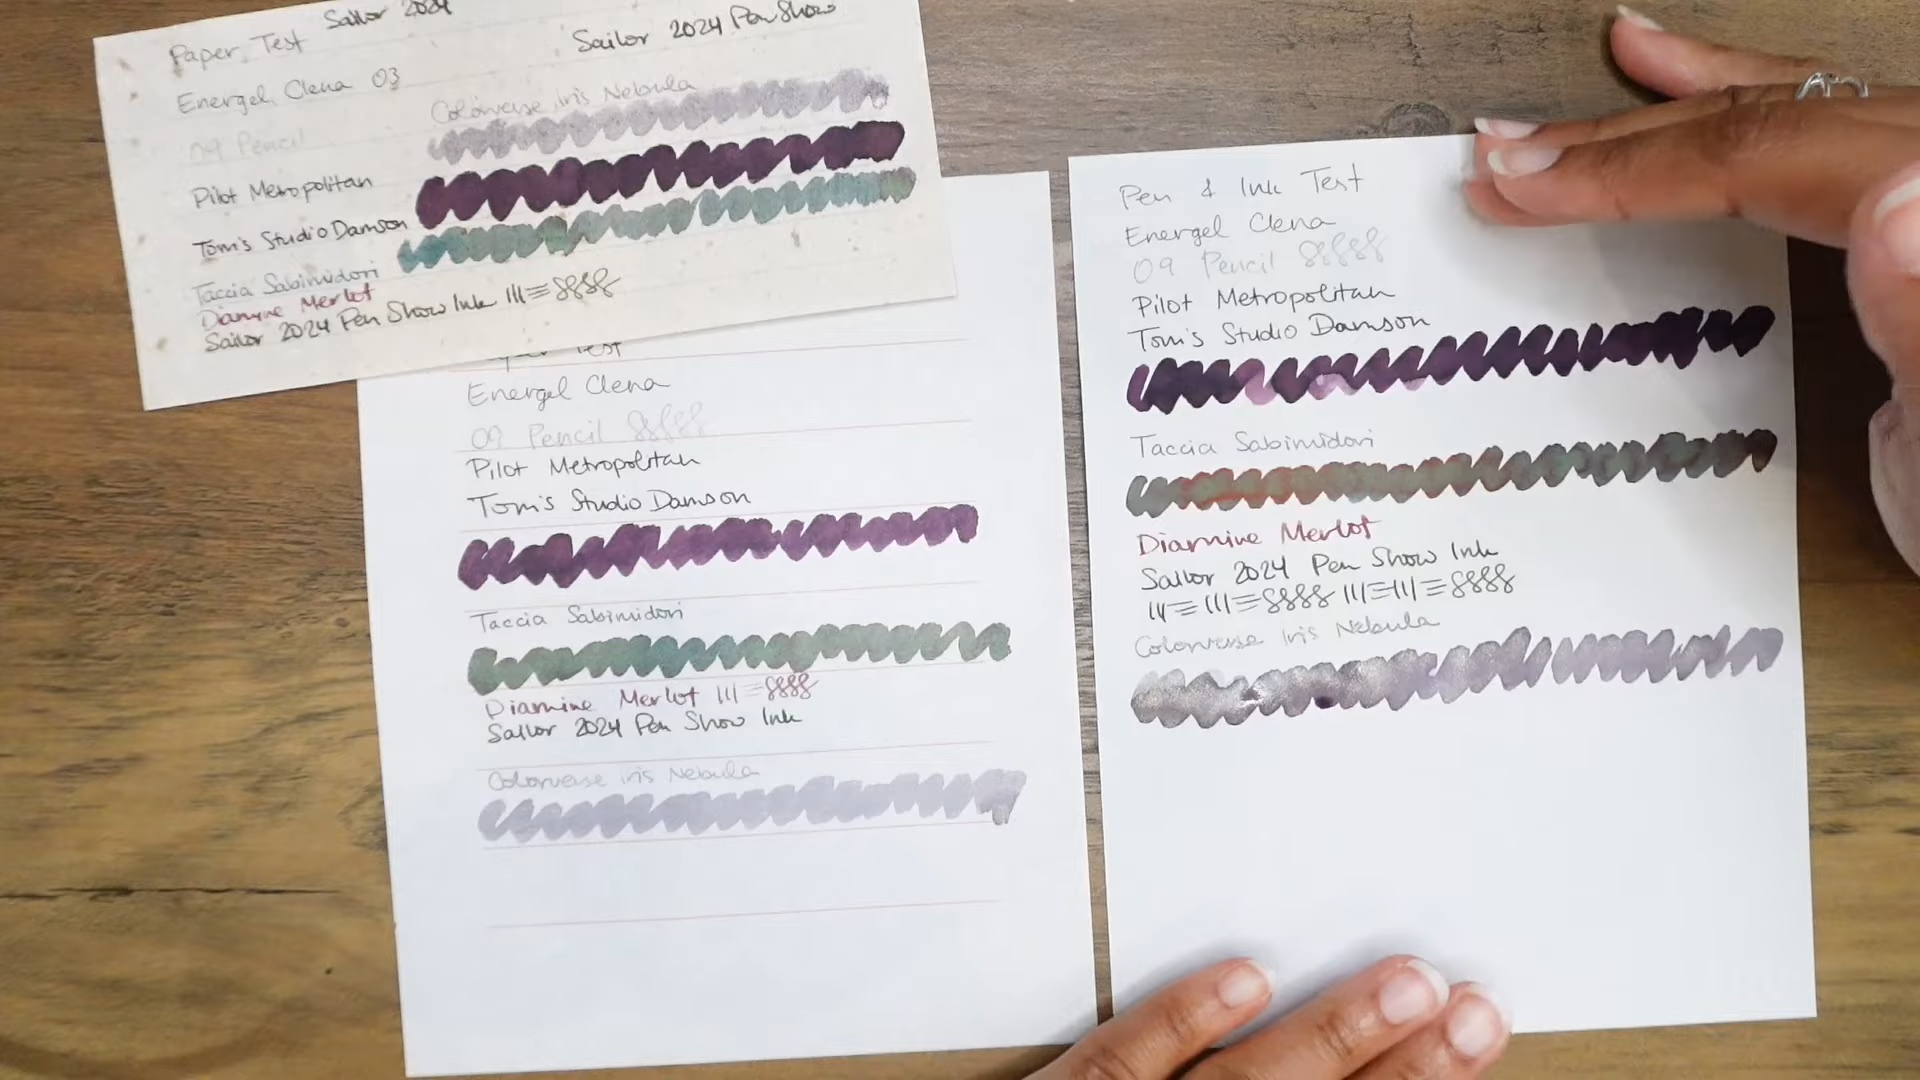 Sailor 2024
Paper Test
Sailor 2024 Pen Show
Energel Clena 03
Colorverse Iris Nebula
09 Pencil
Pilot Metropolitan
Tom's Studio Damson
Taccia Sabimidori
Diamine Merlot
Sailor 2024 Pen Show Ink
Test
Energel Clena
09 Pencil
Pilot Metropolitan
Tom's Studio Damson
Taccia Sabimidori
Diamine Merlot
Sailor 2024 Pen Show Ink
Colorverse Iris Nebula
Pen & Ink Test
Energel Clena
09 Pencil
Pilot Metropolitan
Tom's Studio Damson
Taccia Sabimidori
Diamine Merlot
Sailor 2024 Pen Show Ink
Colorverse Iris Nebula